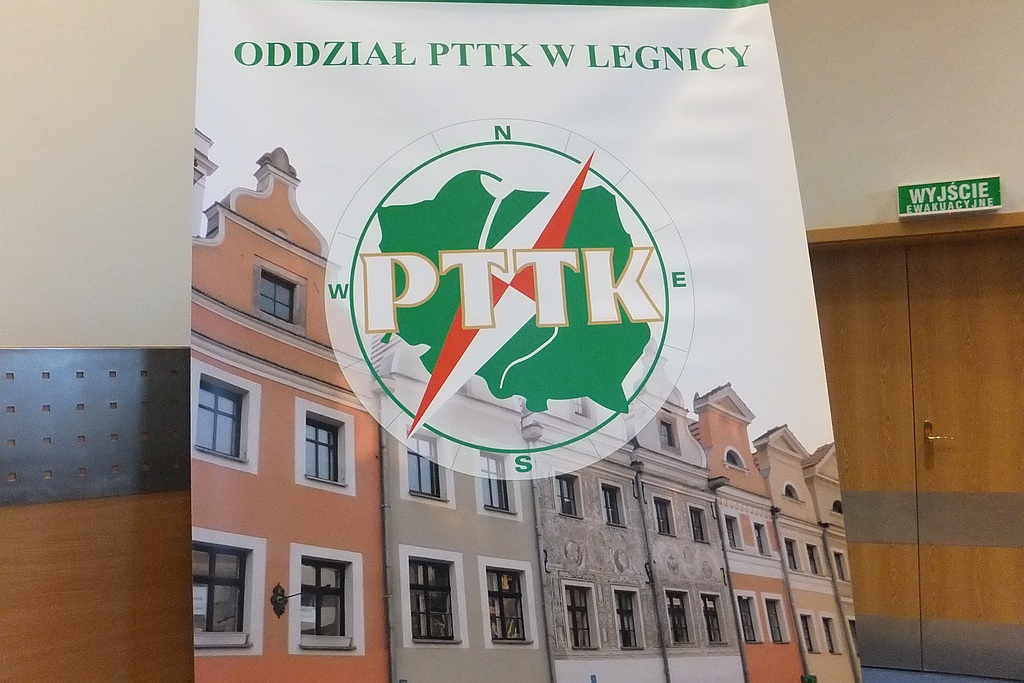 ODDZIAŁ PTTK W LEGNICY
N
WYJŚCIE
EWAKUACYJNE
W
PTTK
E
S